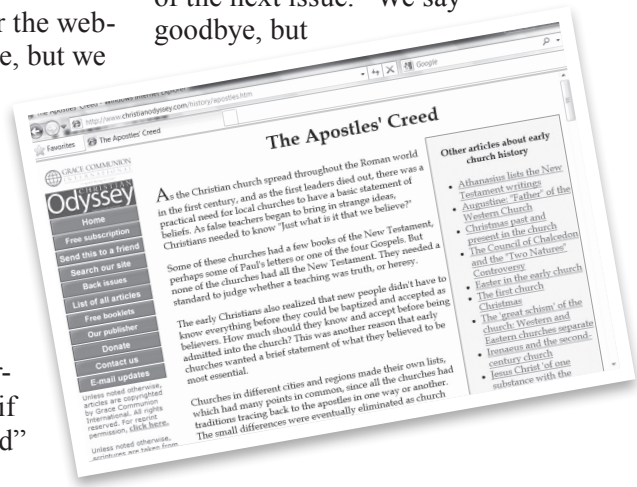 r the web-
e, but we
of the next issue. We say
goodbye, but
The Apostles' Creed - Windows Internet Explorer
http://www.christianodyssey.com/history/apostles.htm
Google
Favorites
The Apostles' Creed
GRACE COMMUNION
INTERNATIONAL
CHRISTIAN
Odyssey
Home
Free subscription
Send this to a friend
Search our site
Back issues
List of all articles
Free booklets
Our publisher
Donate
Contact us
E-mail updates
Unless noted otherwise,
articles are copyrighted
by Grace Communion
International. All rights
reserved. For reprint
permission, click here.
Unless noted otherwise,
scriptures are taken from
The Apostles' Creed
As the Christian church spread throughout the Roman world
in the first century, and as the first leaders died out, there was a
practical need for local churches to have a basic statement of
beliefs. As false teachers began to bring in strange ideas,
Christians needed to know "Just what is it that we believe?"
Some of these churches had a few books of the New Testament,
perhaps some of Paul's letters or one of the four Gospels. But
none of the churches had all the New Testament. They needed a
standard to judge whether a teaching was truth, or heresy.
The early Christians also realized that new people didn't have to
know everything before they could be baptized and accepted as
believers. How much should they know and accept before being
admitted into the church? This was another reason that early
churches wanted a brief statement of what they believed to be
most essential.
Churches in different cities and regions made their own lists,
which had many points in common, since all the churches had
traditions tracing back to the apostles in one way or another.
The small differences were eventually eliminated as church
Other articles about early
church history
Athanasius lists the New
Testament writings
Augustine: "Father" of the
Western Church
Christmas past and
present in the church
The Council of Chalcedon
and the "Two Natures"
Controversy
Easter in the early church
The first church
Christmas
The 'great schism' of the
church: Western and
Eastern churches separate
Irenaeus and the second-
century church
Jesus Christ 'of one
substance with the
r-
if
d"